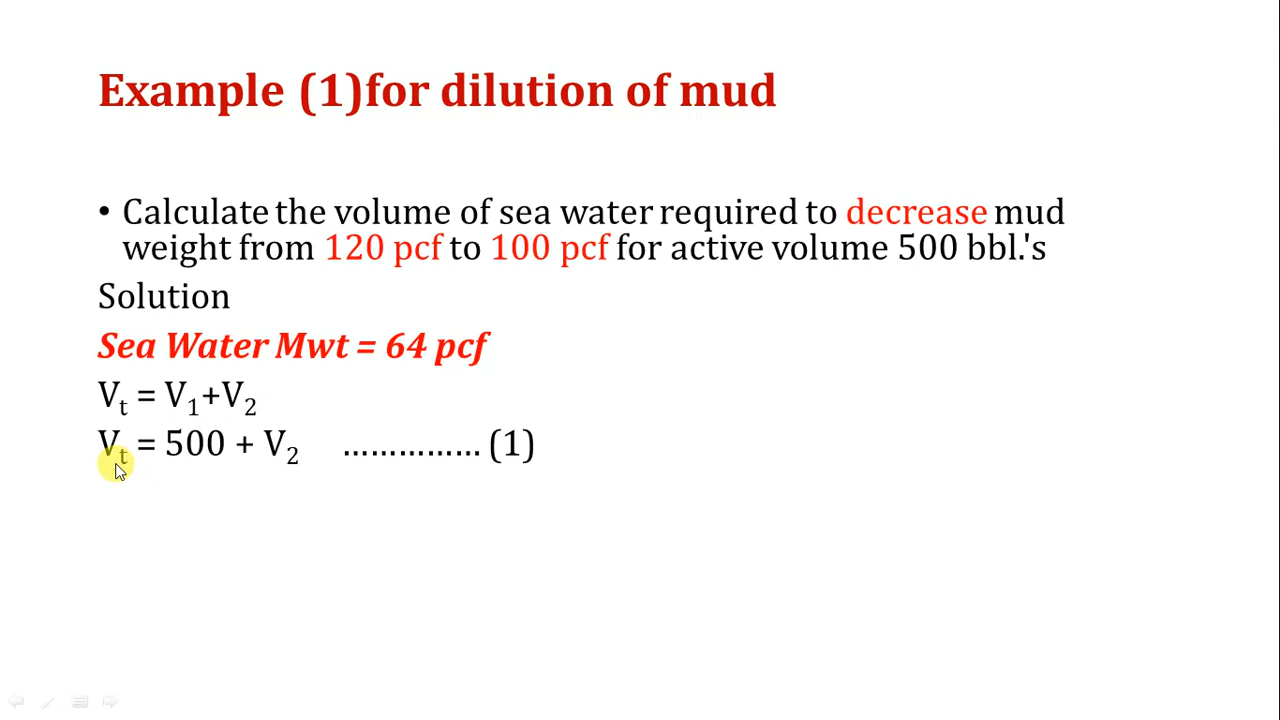 Example (1)for dilution of mud
• Calculate the volume of sea water required to decrease mud
weight from 120 pcf to 100 pcf for active volume 500 bbl.'s
Solution
Sea Water Mwt = 64 pcf
Vt = V1+V2
Vt = 500 + V2 …………… (1)